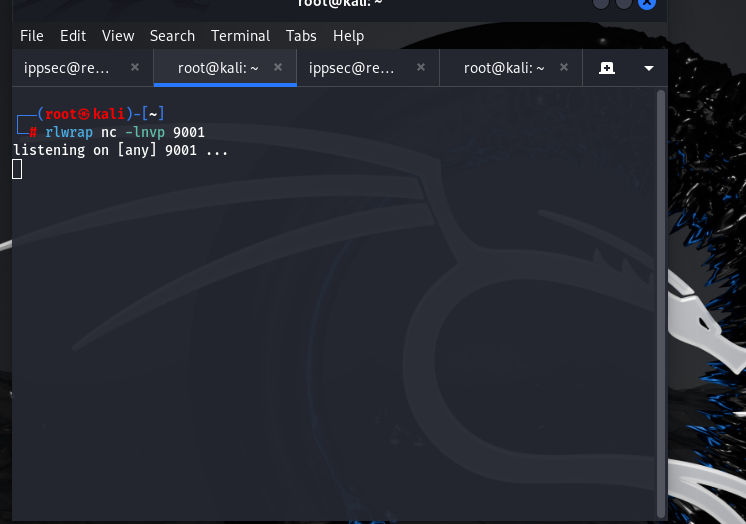 root@kali: ~
File Edit View Search Terminal Tabs Help
ippsec@re... × root@kali: ~ × ippsec@re... × root@kali: ~ ×
┌──(root㉿kali)-[~]
└─# rlwrap nc -lnvp 9001
listening on [any] 9001 ...